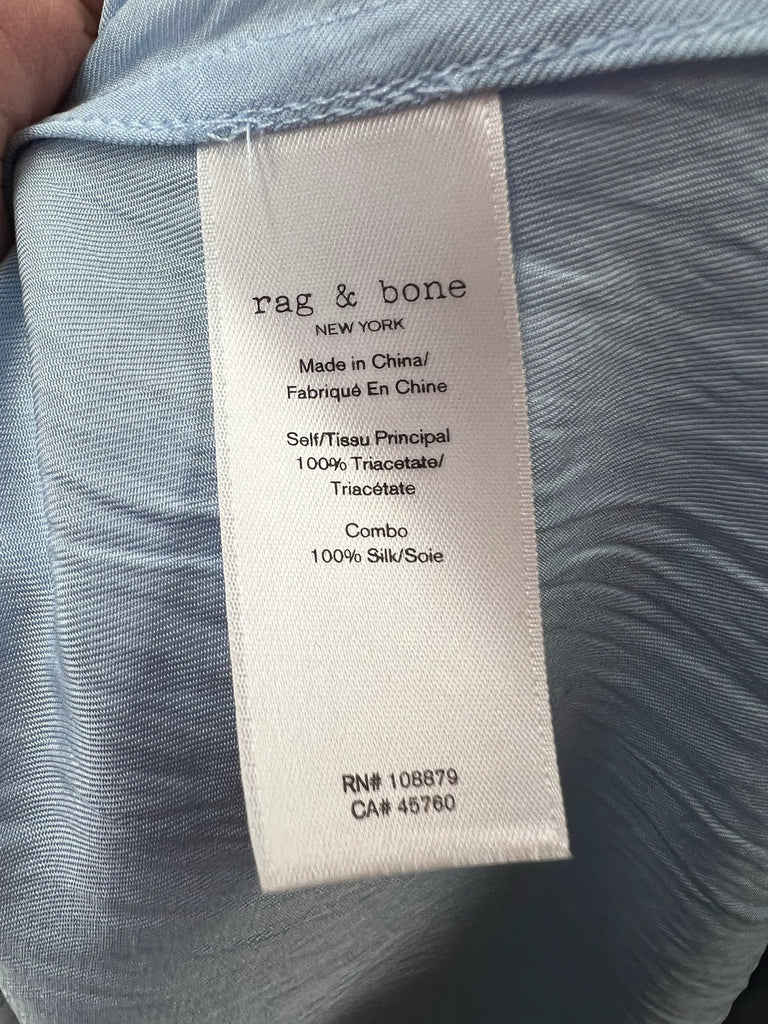 rag & bone
NEW YORK
Made in China/
Fabriqué En Chine
Self/Tissu Principal
100% Triacetate/
Triacétate
Combo
100% Silk/Soie
RN# 108879
CA# 45760